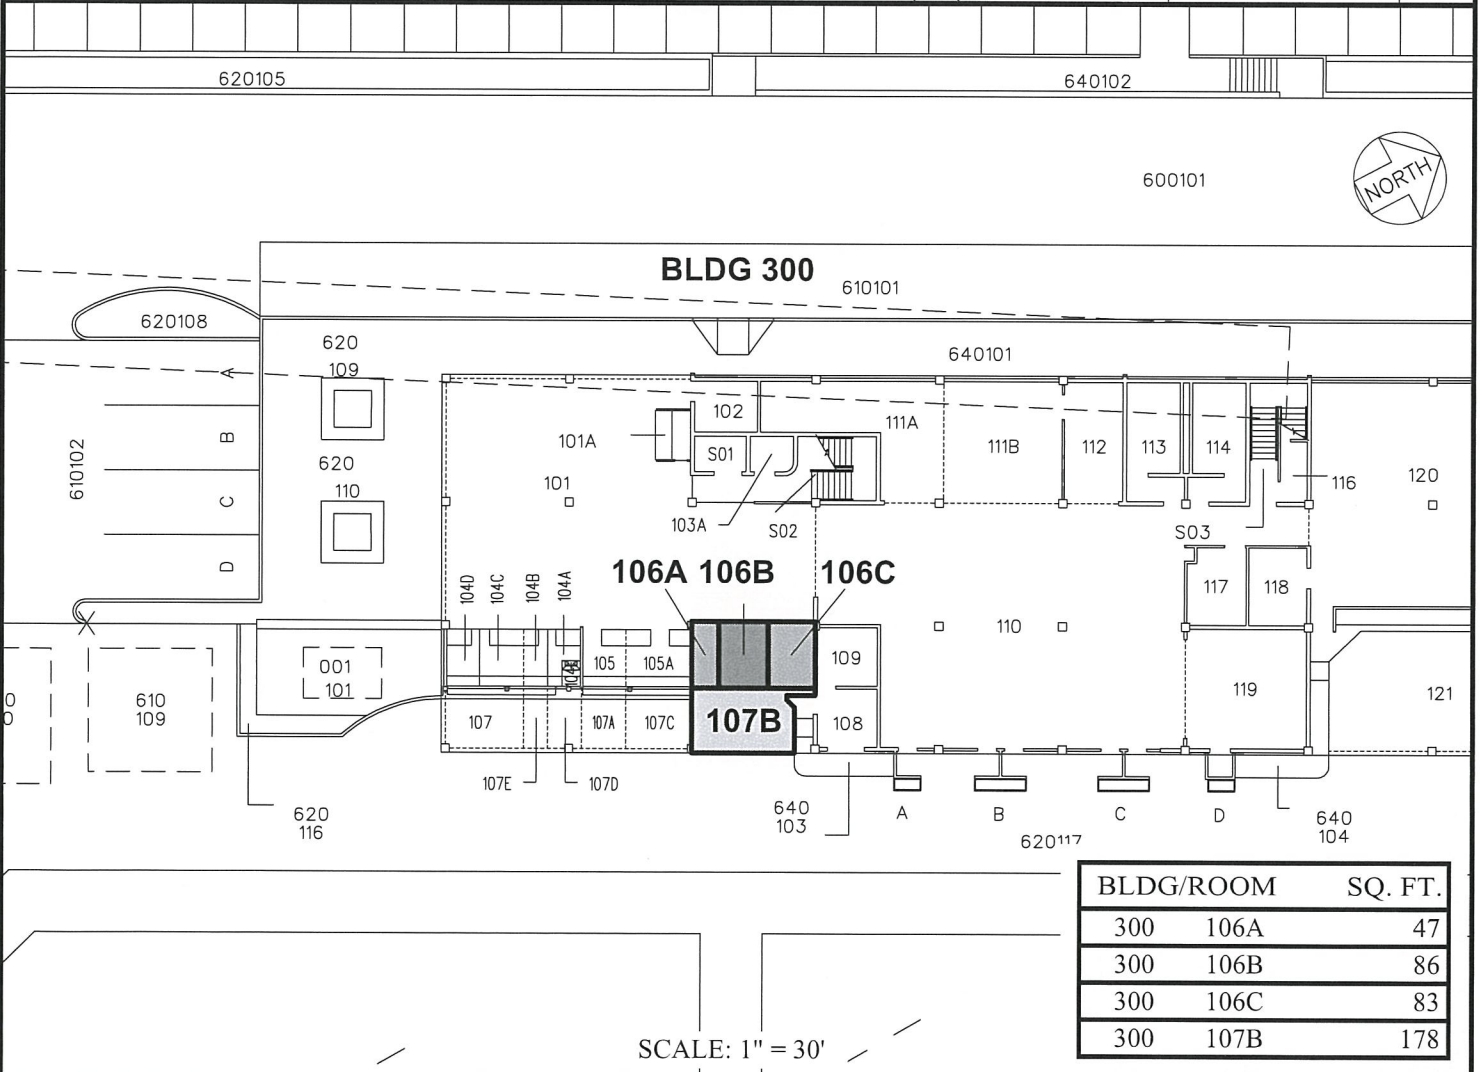 620105
640102
600101
NORTH
BLDG 300
610101
620108
640101
620
109
A
B
C
D
610102
620
110
102
101A
101
S01
103A
S02
111A
111B
112
113
114
116
120
S03
104D
104C
104B
104A
106A 106B 106C
117
118
110
105
105A
109
001
101
610
109
107
107A
107C
107B
108
119
121
107E
107D
620
116
640
103
A
B
C
D
640
104
620117
BLDG/ROOM SQ. FT.
300 106A 47
300 106B 86
300 106C 83
300 107B 178
SCALE: 1" = 30'